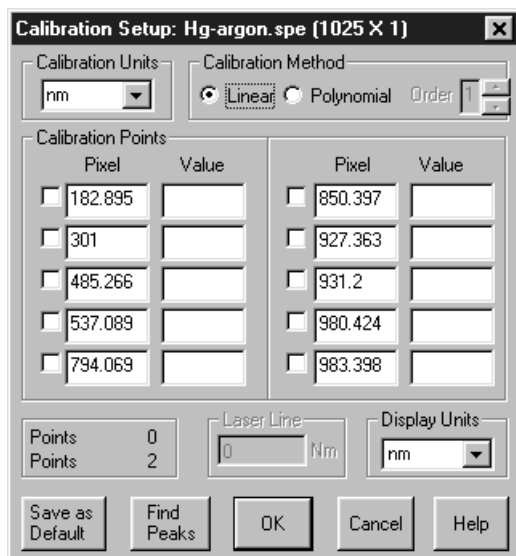 Calibration Setup: Hg-argon.spe (1025 X 1)
Calibration Units
nm
Calibration Method
Linear Polynomial Order 1
Calibration Points
Pixel Value Pixel Value
182.895 850.397
301 927.363
485.266 931.2
537.089 980.424
794.069 983.398
Points 0
Points 2
Laser Line
0 Nm
Display Units
nm
Save as Default
Find Peaks
OK
Cancel
Help